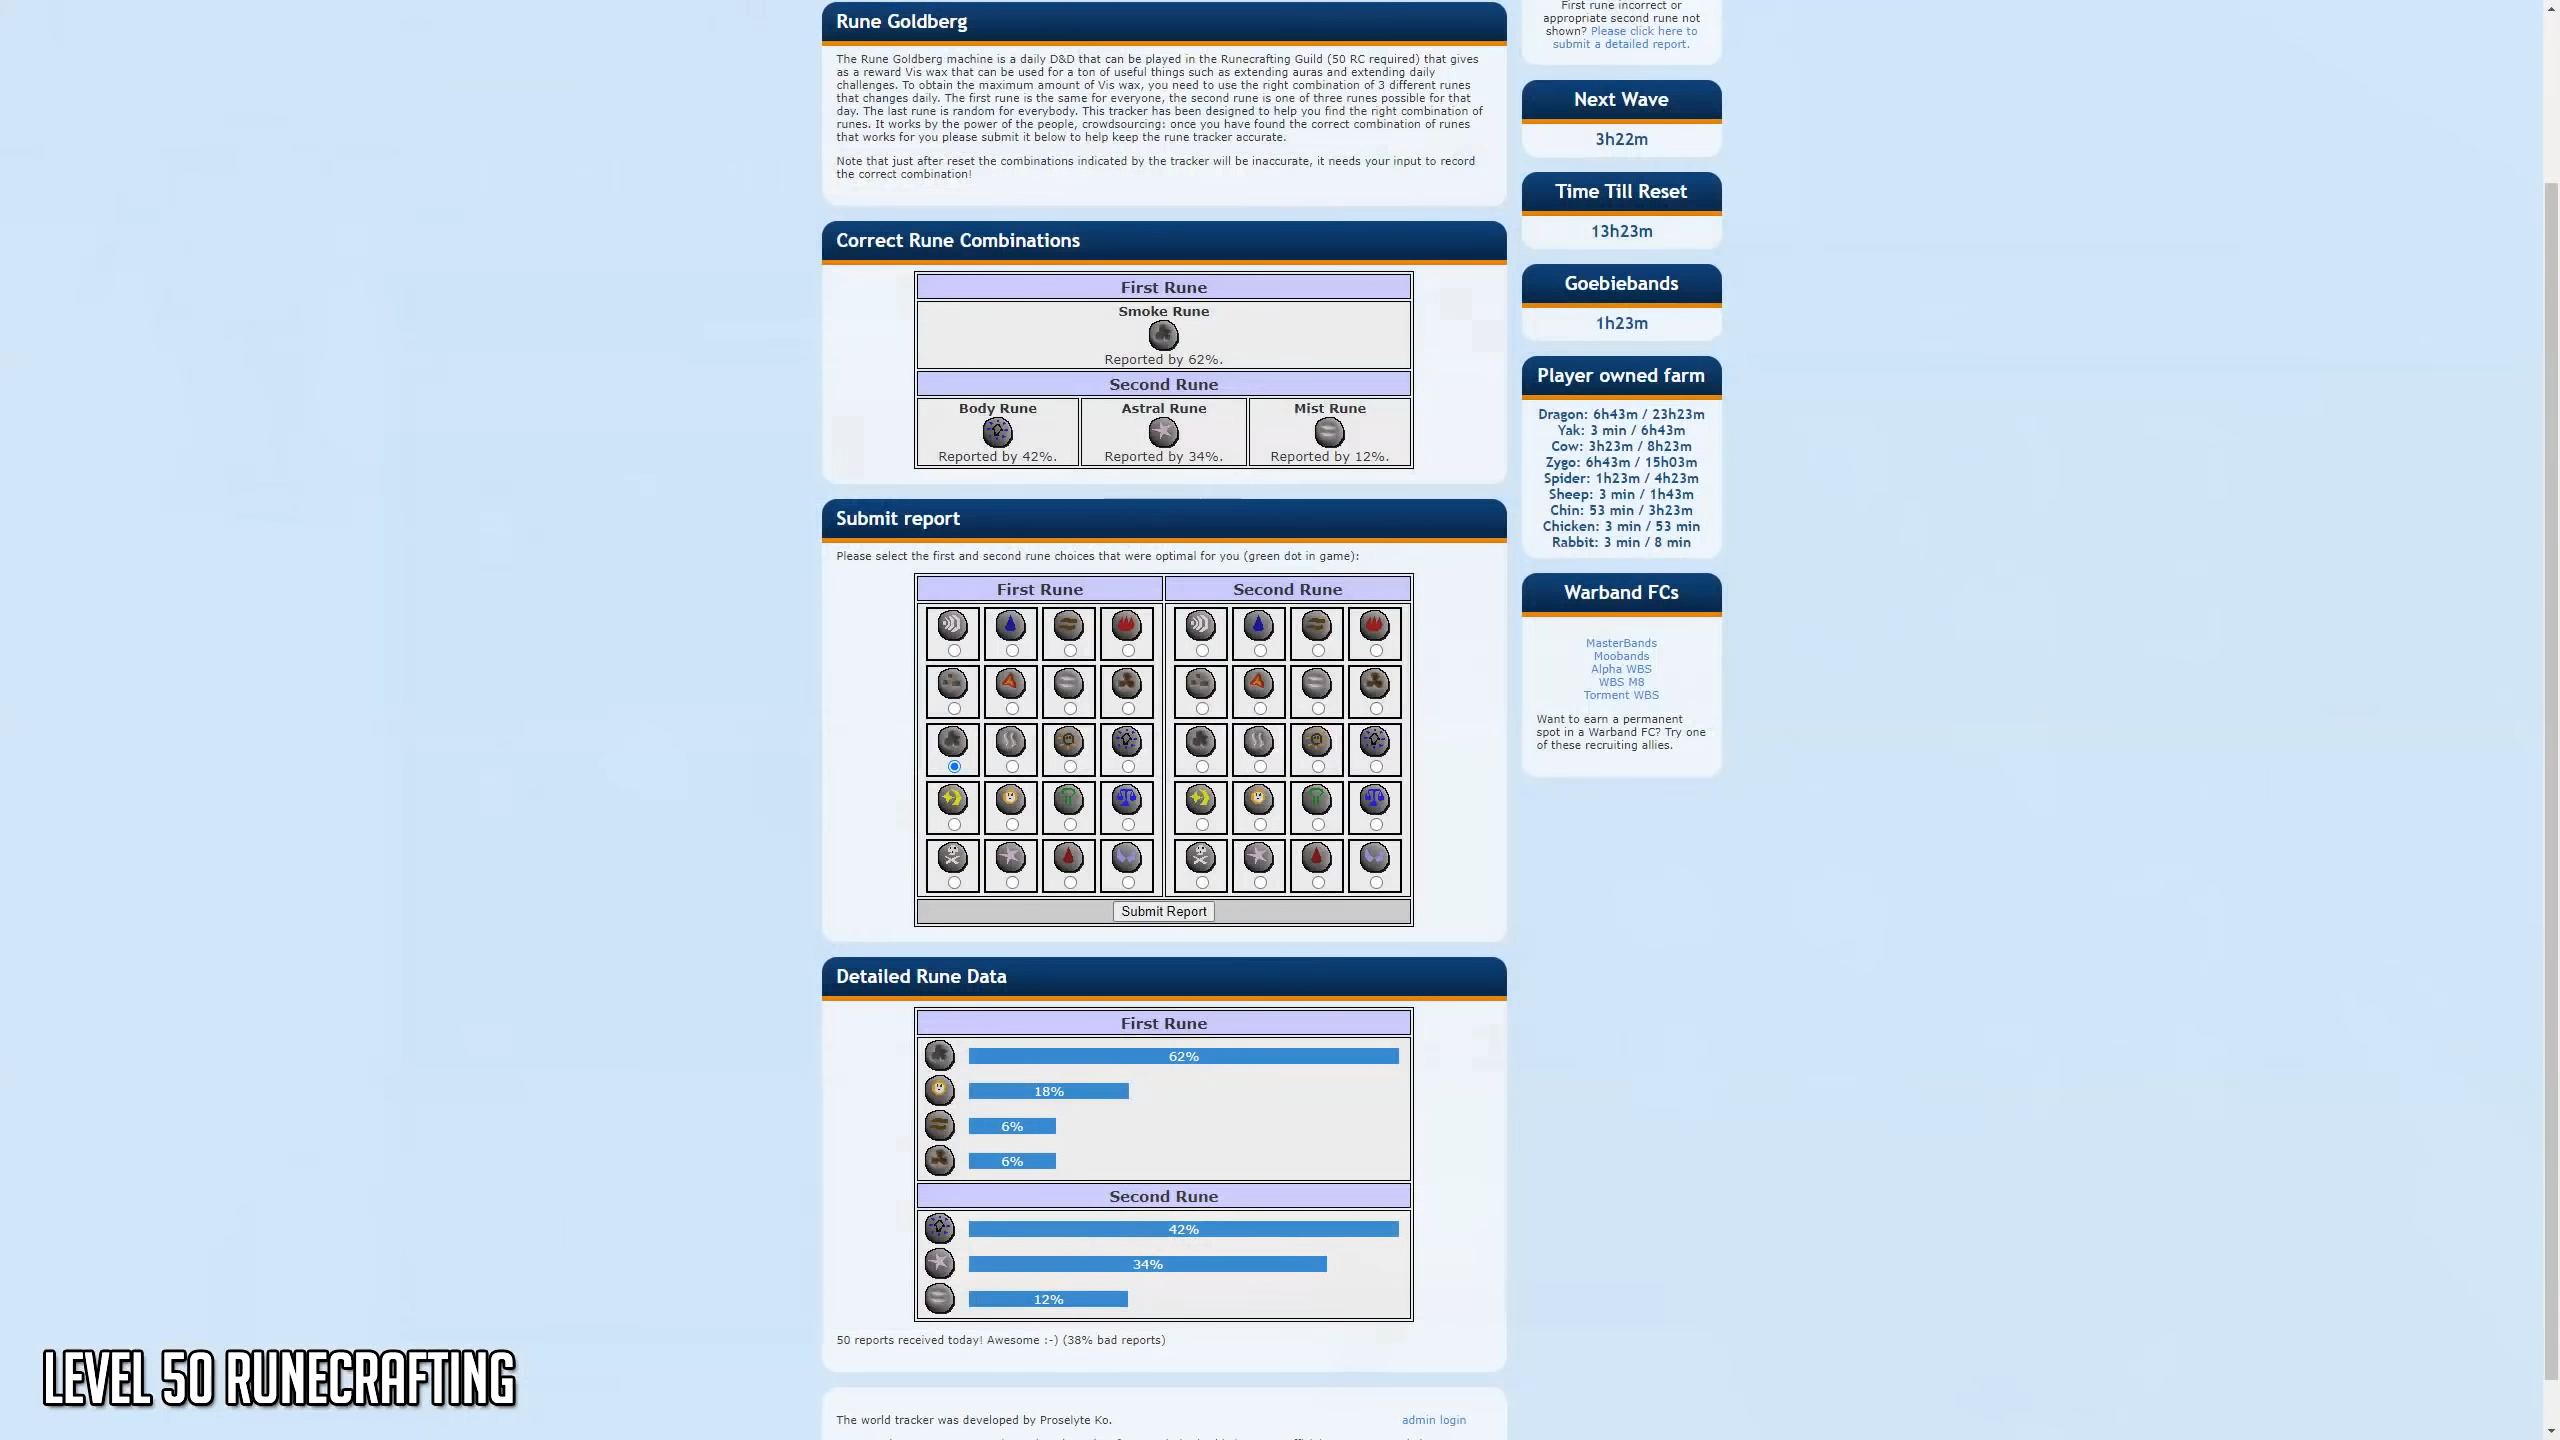 Rune Goldberg
The Rune Goldberg machine is a daily D&D that can be played in the Runecrafting Guild (50 RC required) that gives
as a reward Vis wax that can be used for a ton of useful things such as extending auras and extending daily
challenges. To obtain the maximum amount of Vis wax, you need to use the right combination of 3 different runes
that changes daily. The first rune is the same for everyone, the second rune is one of three runes possible for that
day. The last rune is random for everybody. This tracker has been designed to help you find the right combination of
runes. It works by the power of the people, crowdsourcing: once you have found the correct combination of runes
that works for you please submit it below to help keep the rune tracker accurate.
Note that just after reset the combinations indicated by the tracker will be inaccurate, it needs your input to record
the correct combination!
Correct Rune Combinations
First Rune
Smoke Rune
Reported by 62%.
Second Rune
Body Rune
Reported by 42%.
Astral Rune
Reported by 34%.
Mist Rune
Reported by 12%.
Submit report
Please select the first and second rune choices that were optimal for you (green dot in game):
First Rune
Second Rune
Submit Report
Detailed Rune Data
First Rune
62%
18%
6%
6%
Second Rune
42%
34%
12%
50 reports received today! Awesome :-) (38% bad reports)
The world tracker was developed by Proselyte Ko.
admin login
First rune incorrect or
appropriate second rune not
shown? Please click here to
submit a detailed report.
Next Wave
3h22m
Time Till Reset
13h23m
Goebiebands
1h23m
Player owned farm
Dragon: 6h43m / 23h23m
Yak: 3 min / 6h43m
Cow: 3h23m / 8h23m
Zygo: 6h43m / 15h03m
Spider: 1h23m / 4h23m
Sheep: 3 min / 1h43m
Chin: 53 min / 3h23m
Chicken: 3 min / 53 min
Rabbit: 3 min / 8 min
Warband FCs
MasterBands
Moobands
Alpha WBS
WBS M8
Torment WBS
Want to earn a permanent
spot in a Warband FC? Try one
of these recruiting allies.
LEVEL 50 RUNECRAFTING